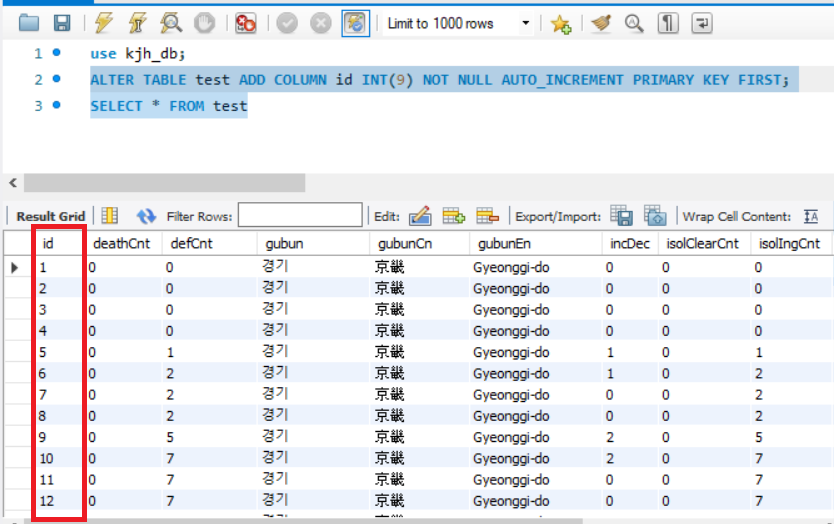 Limit to 1000 rows
1 use kjh_db;
2 ALTER TABLE test ADD COLUMN id INT(9) NOT NULL AUTO_INCREMENT PRIMARY KEY FIRST;
3 SELECT * FROM test
Result Grid Filter Rows: Edit: Export/Import: Wrap Cell Content:
id deathCnt defCnt gubun gubunCn gubunEn incDec isolClearCnt isolIngCnt
1 0 0 경기 京畿 Gyeonggi-do 0 0 0
2 0 0 경기 京畿 Gyeonggi-do 0 0 0
3 0 0 경기 京畿 Gyeonggi-do 0 0 0
4 0 0 경기 京畿 Gyeonggi-do 0 0 0
5 0 1 경기 京畿 Gyeonggi-do 1 0 1
6 0 2 경기 京畿 Gyeonggi-do 1 0 2
7 0 2 경기 京畿 Gyeonggi-do 0 0 2
8 0 2 경기 京畿 Gyeonggi-do 0 0 2
9 0 5 경기 京畿 Gyeonggi-do 2 0 5
10 0 7 경기 京畿 Gyeonggi-do 2 0 7
11 0 7 경기 京畿 Gyeonggi-do 0 0 7
12 0 7 경기 京畿 Gyeonggi-do 0 0 7